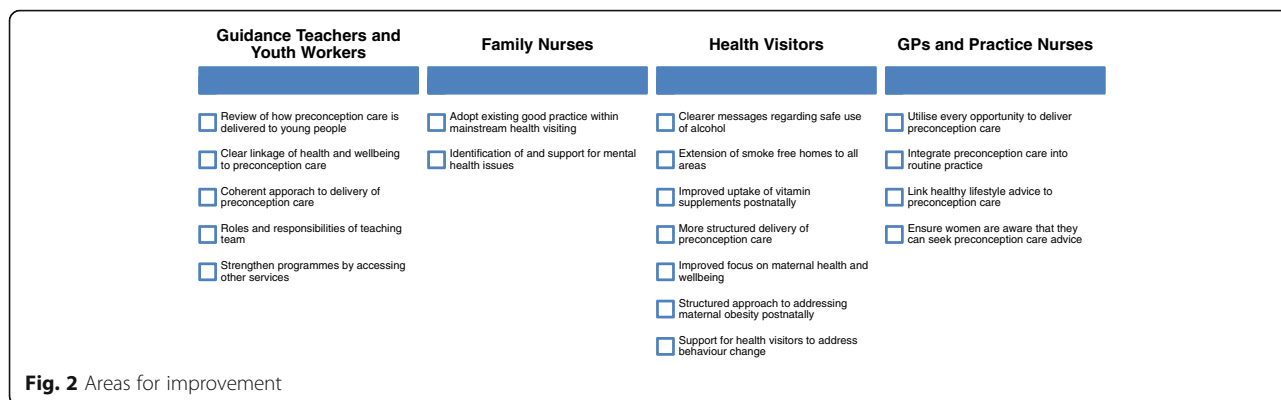 Guidance Teachers and
Youth Workers
Review of how preconception care is
delivered to young people
Clear linkage of health and wellbeing
to preconception care
Coherent apporach to delivery of
preconception care
Roles and responsibilities of teaching
team
Strengthen programmes by accessing
other services
Family Nurses
Adopt existing good practice within
mainstream health visiting
Identification of and support for mental
health issues
Health Visitors
Clearer messages regarding safe use
of alcohol
Extension of smoke free homes to all
areas
Improved uptake of vitamin
supplements postnatally
More structured delivery of
preconception care
Improved focus on maternal health and
wellbeing
Structured approach to addressing
maternal obesity postnatally
Support for health visitors to address
behaviour change
GPs and Practice Nurses
Utilise every opportunity to deliver
preconception care
Integrate preconception care into
routine practice
Link healthy lifestyle advice to
preconception care
Ensure women are aware that they
can seek preconception care advice
Fig. 2 Areas for improvement